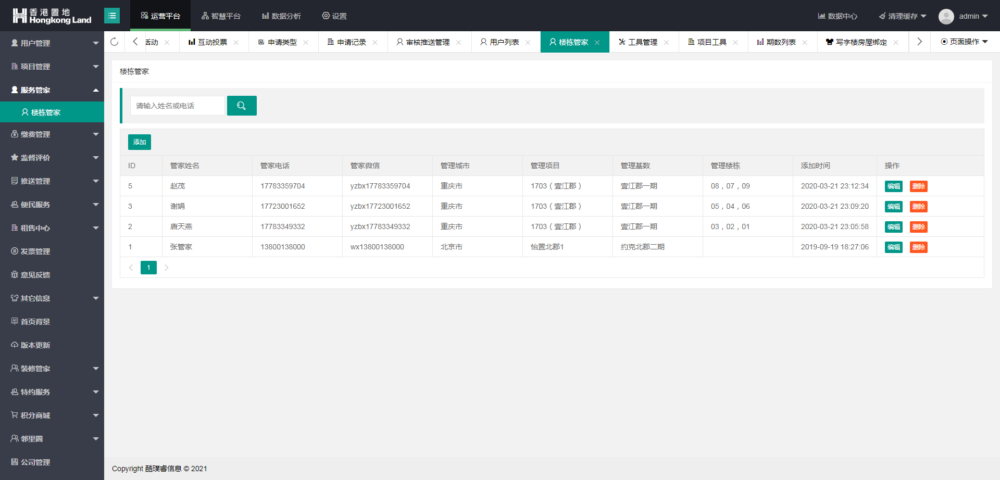 香港置地
Hongkong Land
运营平台 智慧平台 数据分析 设置 数据中心 清理缓存 admin
活动 互动投票 申请类型 申请记录 审核推送管理 用户列表 楼栋管家 工具管理 项目工具 期数列表 写字楼房屋绑定 页面操作
用户管理
项目管理
服务管家
楼栋管家
缴费管理
监督评价
推送管理
便民服务
租售中心
发票管理
意见反馈
其它信息
首页背景
版本更新
装修管家
特约服务
积分商城
邻里圈
公司管理
楼栋管家
请输入姓名或电话
添加
ID 管家姓名 管家电话 管家微信 管理城市 管理项目 管理基数 管理楼栋 添加时间 操作
5 赵茂 17783359704 yzbx17783359704 重庆市 1703（壹江郡） 壹江郡一期 08，07，09 2020-03-21 23:12:34 编辑 删除
3 谢娟 17723001652 yzbx17723001652 重庆市 1703（壹江郡） 壹江郡一期 05，04，06 2020-03-21 23:09:20 编辑 删除
2 唐天燕 17783349332 yzbx17783349332 重庆市 1703（壹江郡） 壹江郡一期 03，02，01 2020-03-21 23:05:58 编辑 删除
1 张管家 13800138000 wx13800138000 北京市 怡置北郡1 约克北郡二期 2019-09-19 18:27:06 编辑 删除
1
Copyright 酷璞睿信息 © 2021